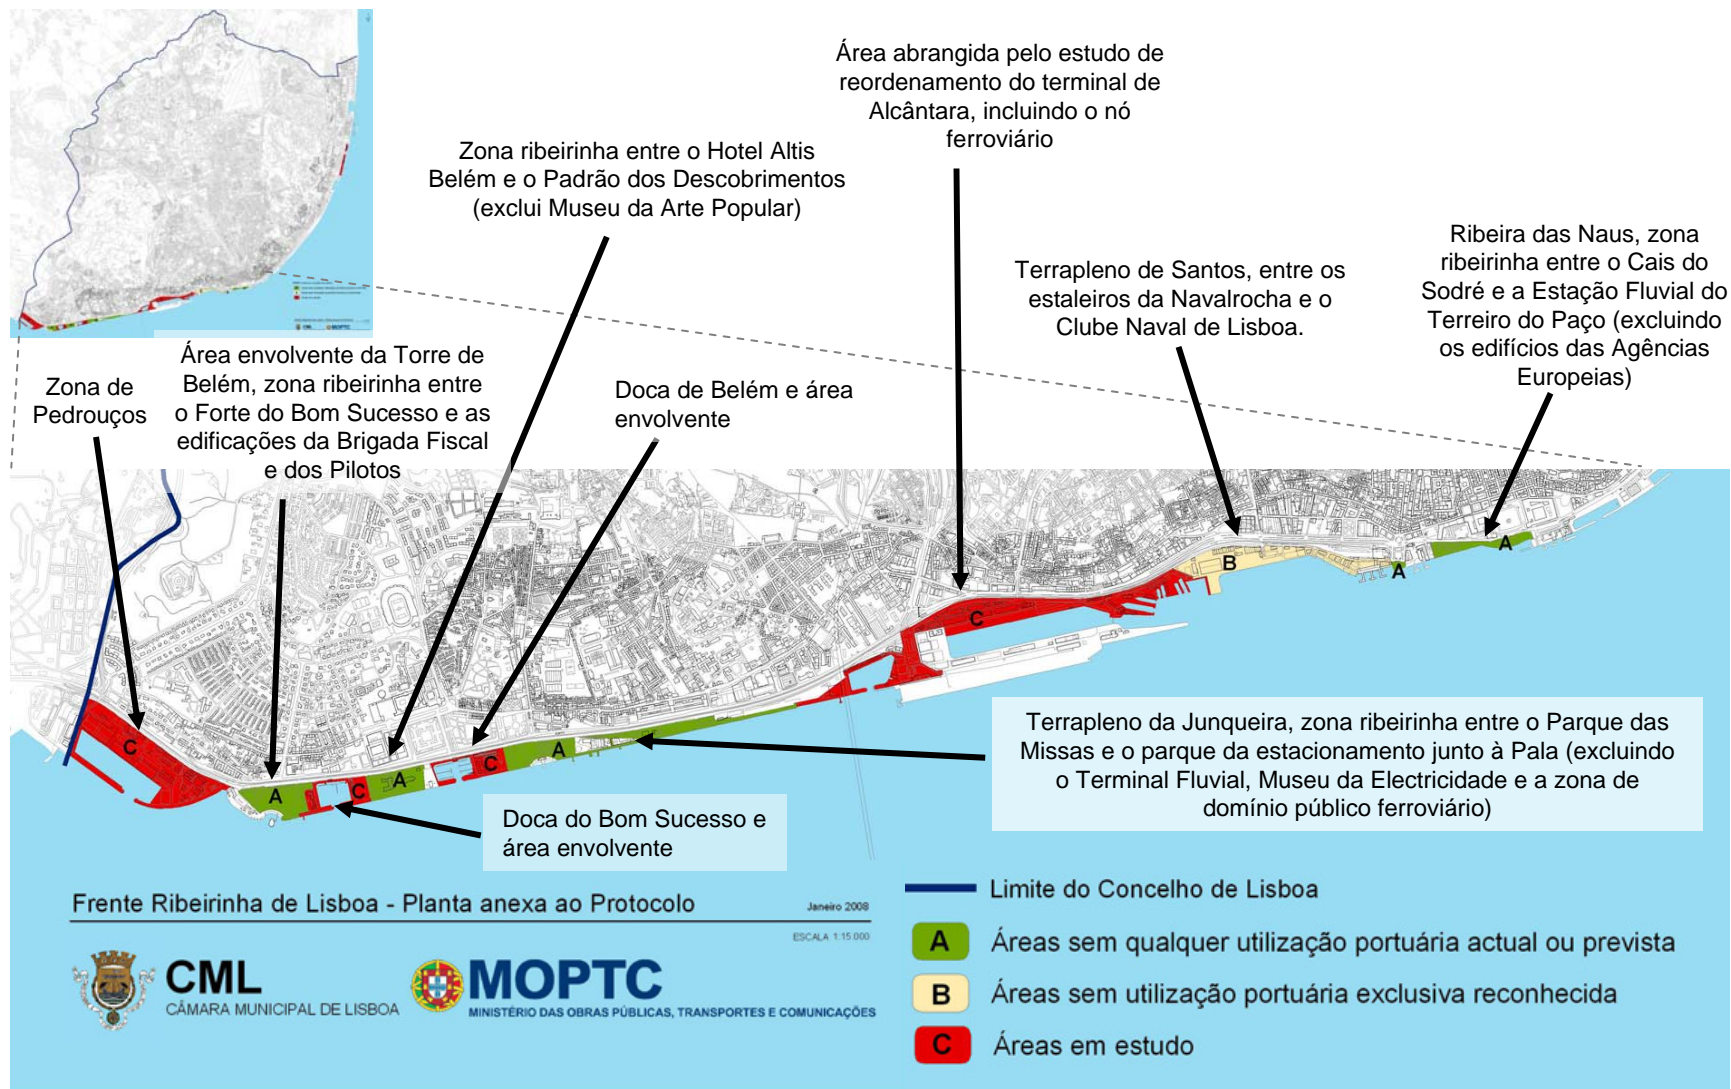 Área abrangida pelo estudo de
reordenamento do terminal de
Alcântara, incluindo o nó
ferroviário
Zona ribeirinha entre o Hotel Altis
Belém e o Padrão dos Descobrimentos
(exclui Museu da Arte Popular)
Ribeira das Naus, zona
ribeirinha entre o Cais do
Sodré e a Estação Fluvial do
Terreiro do Paço (excluindo
os edifícios das Agências
Europeias)
Terrapleno de Santos, entre os
estaleiros da Navalrocha e o
Clube Naval de Lisboa.
CML
MOPTC
Zona de
Pedrouços
Área envolvente da Torre de
Belém, zona ribeirinha entre
o Forte do Bom Sucesso e as
edificações da Brigada Fiscal
e dos Pilotos
Doca de Belém e área
envolvente
A
A
B
C
C
A
C
A
C
A
Terrapleno da Junqueira, zona ribeirinha entre o Parque das
Missas e o parque da estacionamento junto à Pala (excluindo
o Terminal Fluvial, Museu da Electricidade e a zona de
domínio público ferroviário)
Doca do Bom Sucesso e
área envolvente
Frente Ribeirinha de Lisboa - Planta anexa ao Protocolo
Janeiro 2008
ESCALA 1:15 000
CML
CÂMARA MUNICIPAL DE LISBOA
MOPTC
MINISTÉRIO DAS OBRAS PÚBLICAS, TRANSPORTES E COMUNICAÇÕES
Limite do Concelho de Lisboa
A Áreas sem qualquer utilização portuária actual ou prevista
B Áreas sem utilização portuária exclusiva reconhecida
C Áreas em estudo